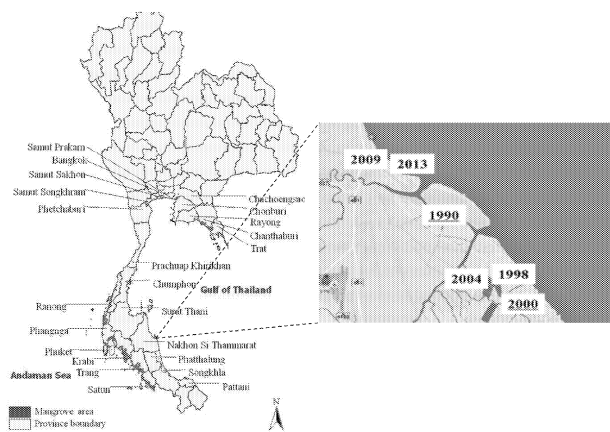 Samut Prakarn
Bangkok
Samut Sakhon
Samut Songkhram
Phetchaburi
Chachoengsao
Chonburi
Rayong
Chanthaburi
Trat
Prachuap Khirikhan
Chumphon
Gulf of Thailand
Ranong
Surat Thani
Phangnga
Nakhon Si Thammarat
Phuket
Phatthalung
Krabi
Songkhla
Trang
Andaman Sea
Pattani
Satun
Mangrove area
Province boundary
N
2009
2013
1990
2004
1998
2000